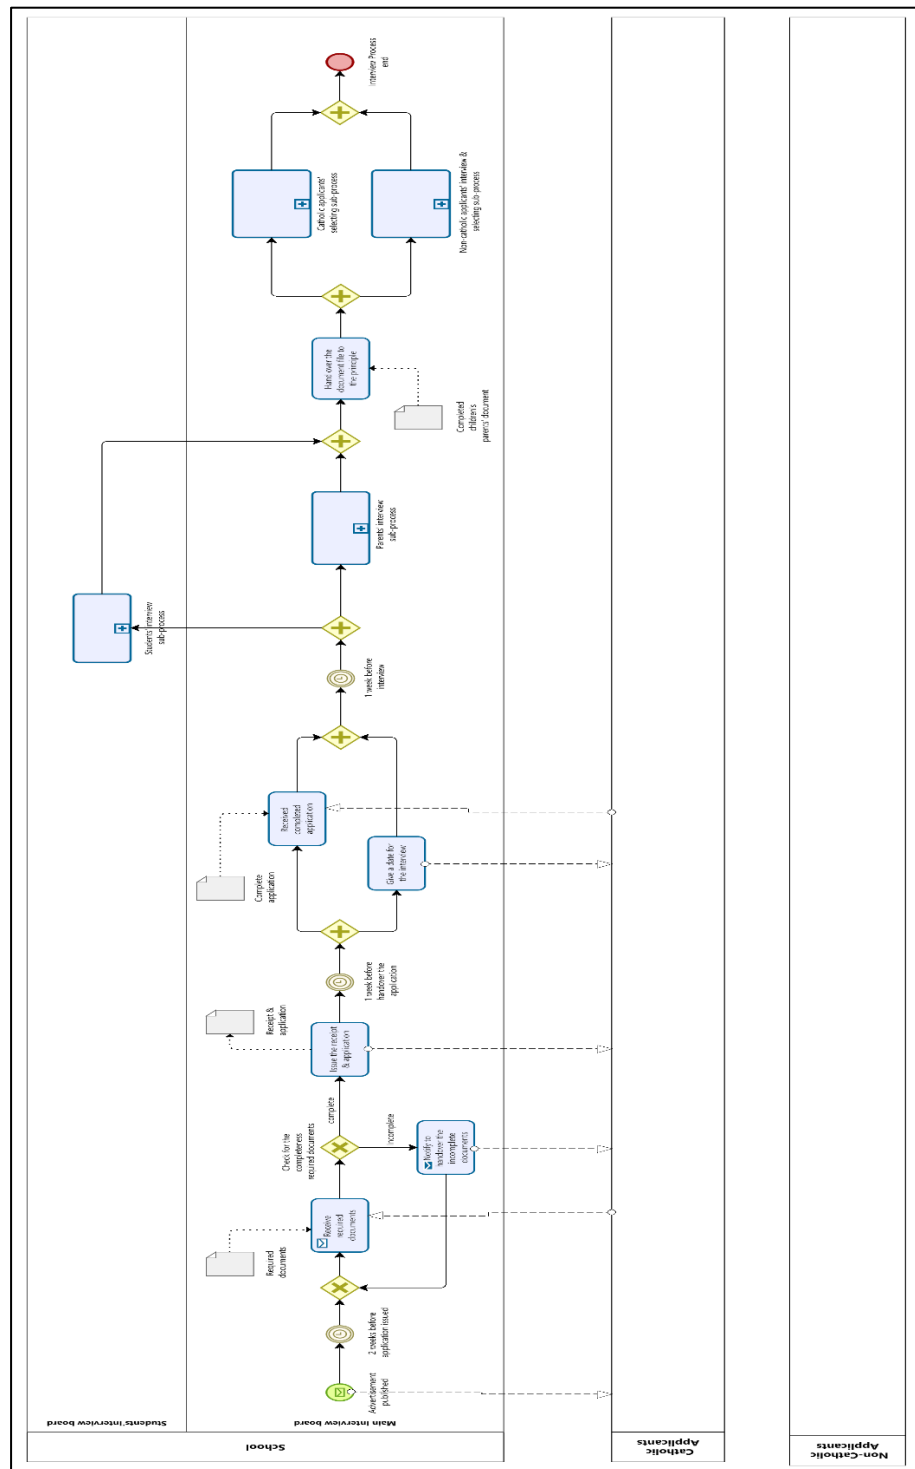 School
Students' interview board
Main Interview board
Advertisement
published
2 weeks before
application issued
Required
documents
Receive
required
documents
Check for the
completeness
required documents
complete
incomplete
Notify to
handover the
incomplete
documents
Issue the receipt
& application
Receipt &
application
1 week before
handover the
application
Complete
application
Received
completed
application
Give a date for
the interview
1 week before
interview
Students' interview
sub-process
Parents' interview
sub-process
Hand over the
document file to
the principle
Completed
children's
parents' document
Catholic applicants'
selecting sub-process
Non-catholic applicants' interview &
selecting sub-process
Interview Process
end
Catholic
Applicants
Non-Catholic
Applicants